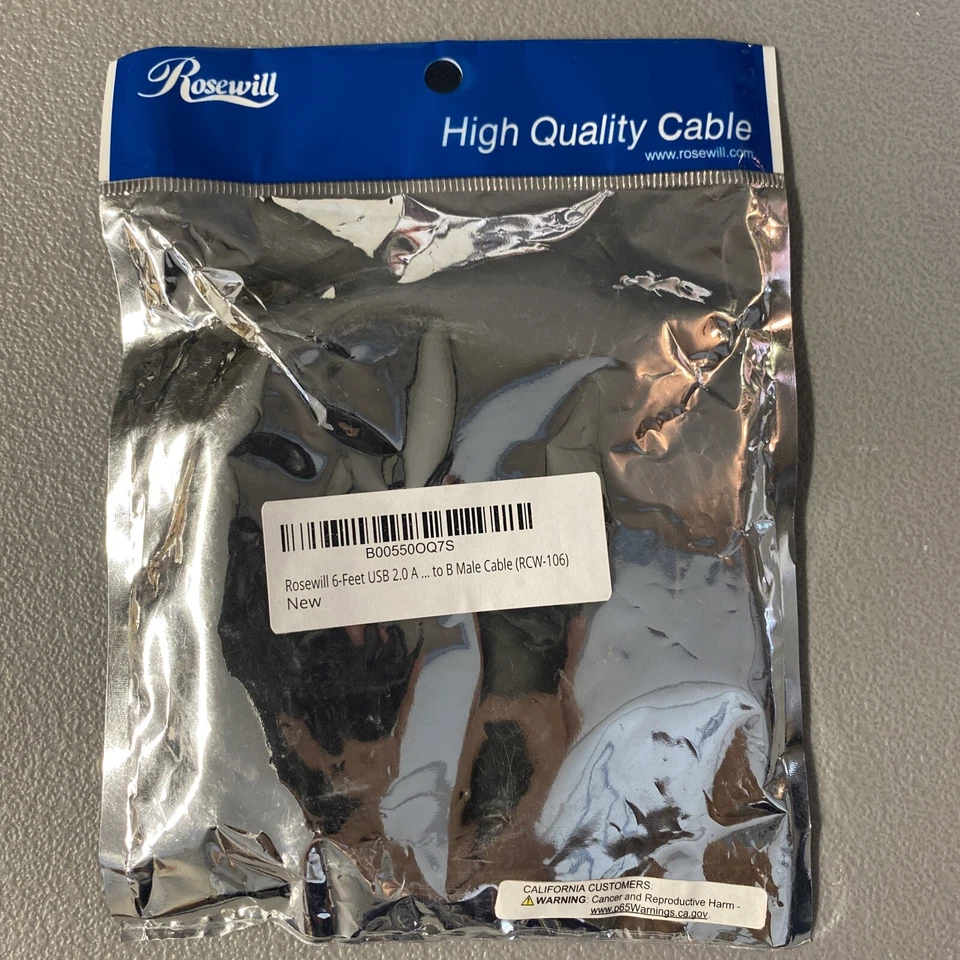 Rosewill
High Quality Cable
www.rosewill.com
B00550OQ7S
Rosewill 6-Feet USB 2.0 A ... to B Male Cable (RCW-106)
New
CALIFORNIA CUSTOMERS:
WARNING: Cancer and Reproductive Harm -
www.p65Warnings.ca.gov.